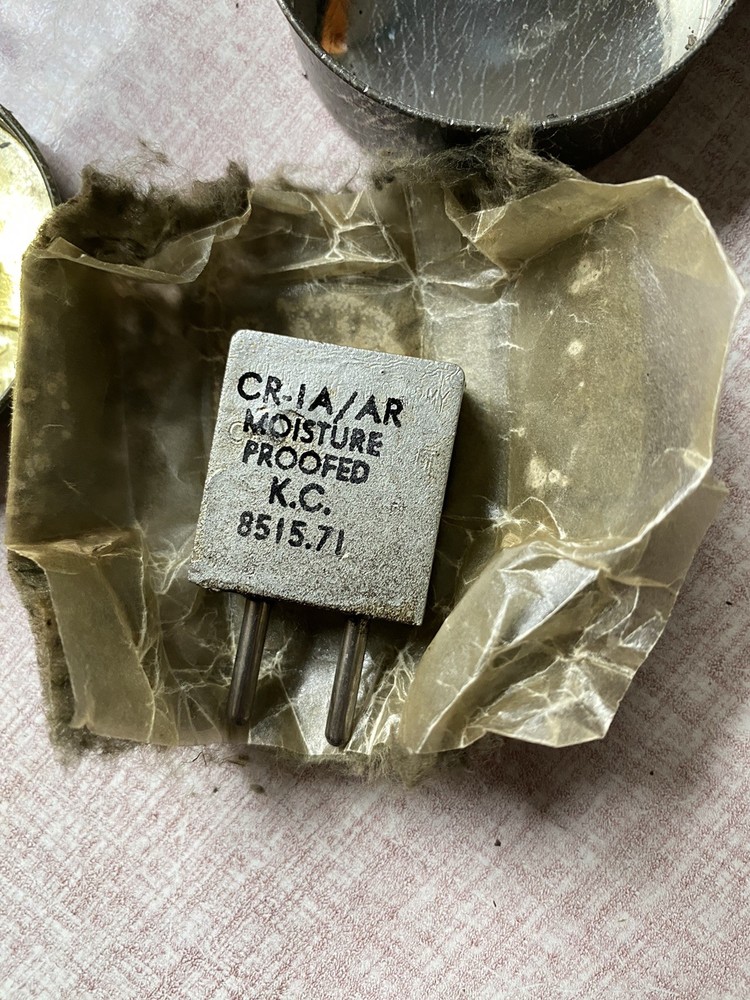 CR-1A/AR
MOISTURE
PROOFED
K.C.
8515.71